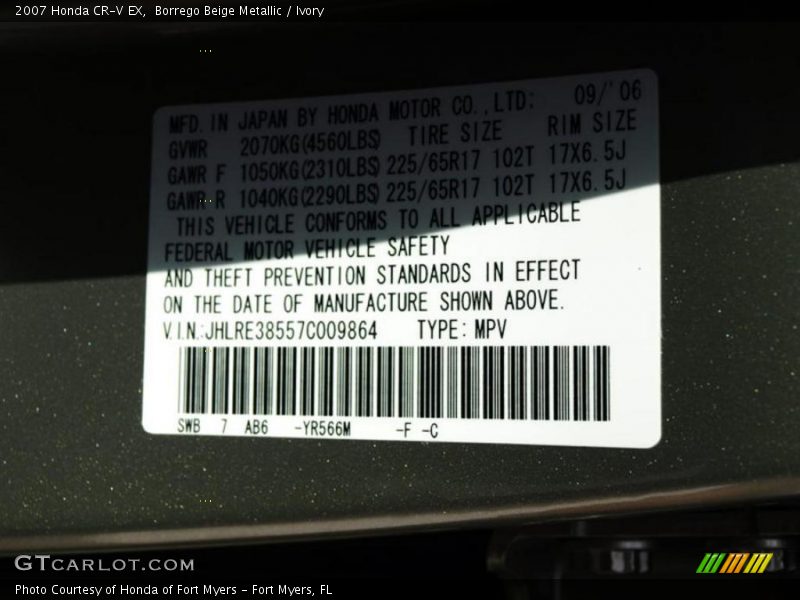 2007 Honda CR-V EX, Borrego Beige Metallic / Ivory
MFD. IN JAPAN BY HONDA MOTOR CO., LTD: 09/'06
GVWR 2070KG(4560LBS) TIRE SIZE RIM SIZE
GAWR F 1050KG(2310LBS) 225/65R17 102T 17X6.5J
GAWR R 1040KG(2290LBS) 225/65R17 102T 17X6.5J
THIS VEHICLE CONFORMS TO ALL APPLICABLE
FEDERAL MOTOR VEHICLE SAFETY
AND THEFT PREVENTION STANDARDS IN EFFECT
ON THE DATE OF MANUFACTURE SHOWN ABOVE.
V.I.N.:JHLRE38557C009864 TYPE: MPV
SWB 7 AB6 -YR566M -F -C
GTCARLOT.COM
Photo Courtesy of Honda of Fort Myers - Fort Myers, FL